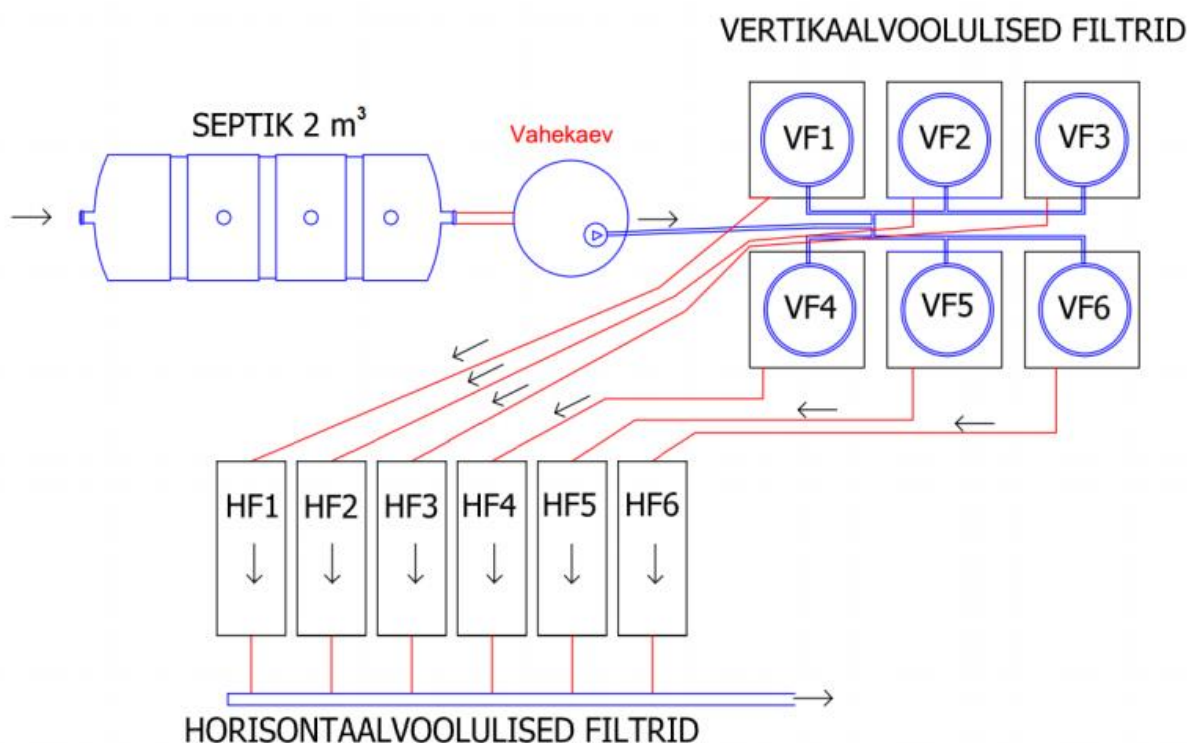 VERTIKAALVOOLULISED FILTRID
SEPTIK 2 m³
Vahekaev
VF1 VF2 VF3
VF4 VF5 VF6
HF1 HF2 HF3 HF4 HF5 HF6
HORISONTAALVOOLULISED FILTRID